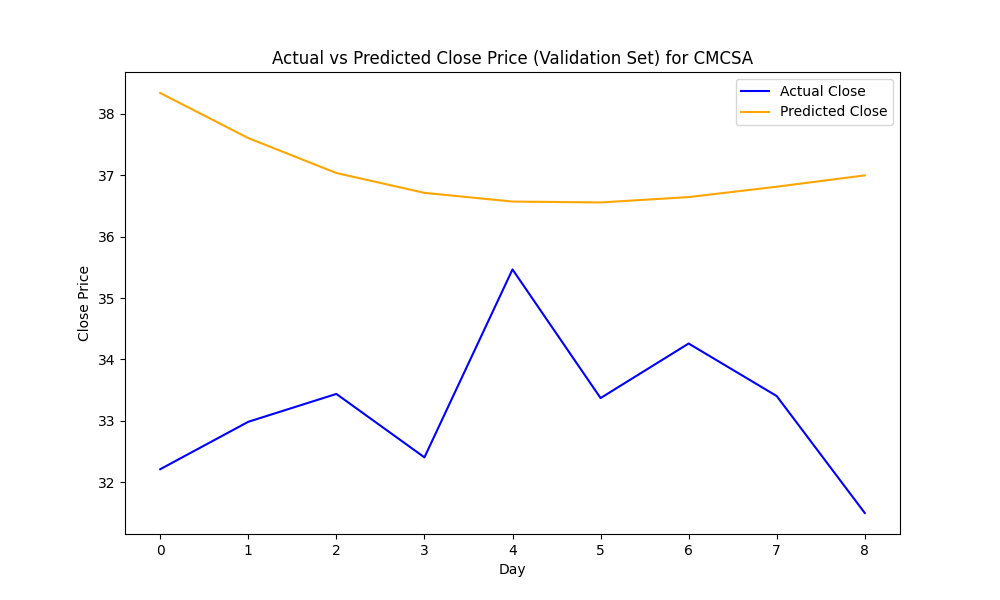 Actual vs Predicted Close Price (Validation Set) for CMCSA
Actual Close
Predicted Close
38
37
36
35
34
33
32
Close Price
0 1 2 3 4 5 6 7 8
Day